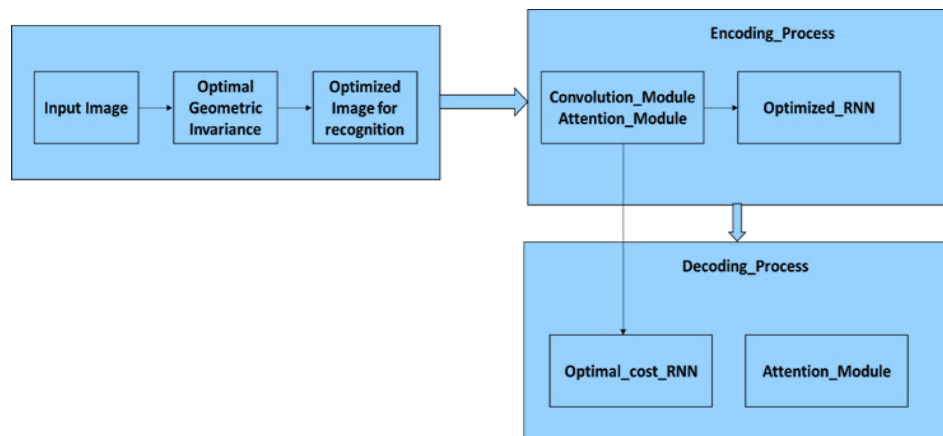 Input Image
Optimal
Geometric
Invariance
Optimized
Image for
recognition
Encoding_Process
Convolution_Module
Attention_Module
Optimized_RNN
Decoding_Process
Optimal_cost_RNN
Attention_Module